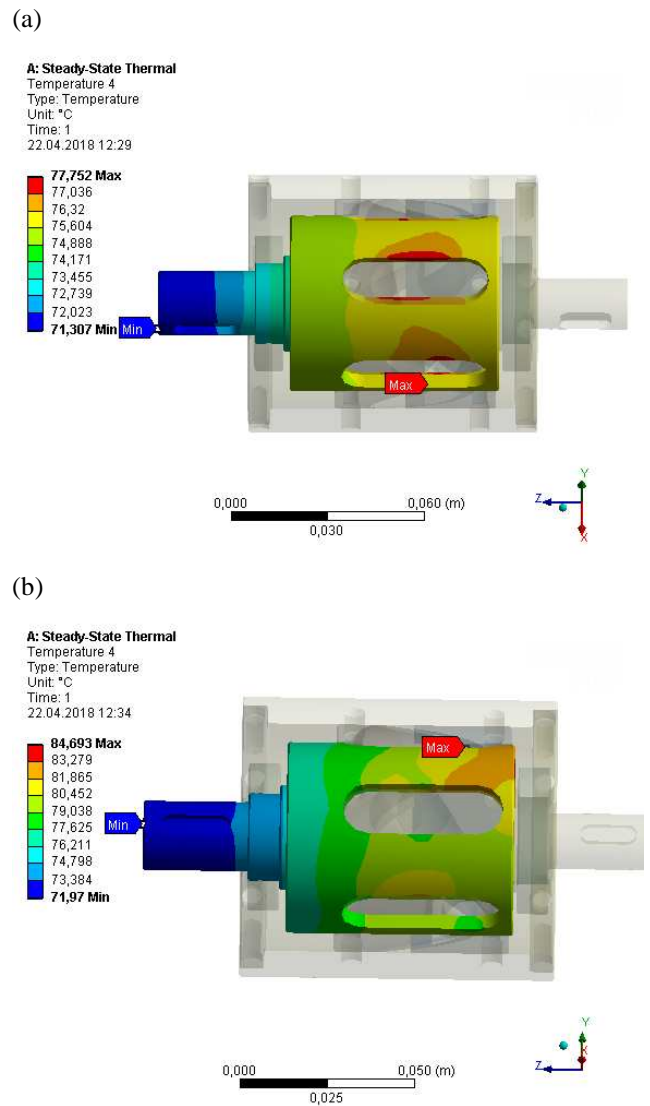 (a)
A: Steady-State Thermal
Temperature 4
Type: Temperature
Unit: °C
Time: 1
22.04.2018 12:29
77,752 Max
77,036
76,32
75,604
74,888
74,171
73,455
72,739
72,023
71,307 Min
Min
Max
0,000
0,060 (m)
0,030
Y
Z
X
(b)
A: Steady-State Thermal
Temperature 4
Type: Temperature
Unit: °C
Time: 1
22.04.2018 12:34
84,693 Max
83,279
81,865
80,452
79,038
77,625
76,211
74,798
73,384
71,97 Min
Max
Min
Y
X
Z
0,000
0,050 (m)
0,025